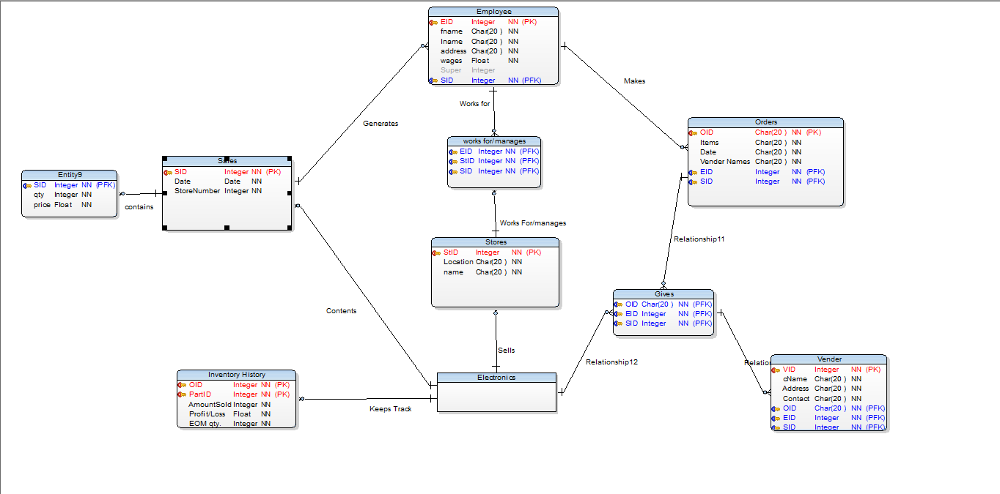 Employee
EID Integer NN (PK)
fname Char(20 ) NN
lname Char(20 ) NN
address Char(20 ) NN
wages Float NN
Super Integer
SID Integer NN (PFK)
Makes
Works for
Generates
Orders
OID Char(20 ) NN (PK)
Items Char(20 ) NN
Date Char(20 ) NN
Vender Names Char(20 ) NN
EID Integer NN (PFK)
SID Integer NN (PFK)
works for/manages
EID Integer NN (PFK)
StID Integer NN (PFK)
SID Integer NN (PFK)
Sales
SID Integer NN (PK)
Date Date NN
StoreNumber Integer NN
Entity9
SID Integer NN (PFK)
qty Integer NN
price Float NN
contains
Works For/manages
Stores
StID Integer NN (PK)
Location Char(20 ) NN
name Char(20 ) NN
Relationship11
Gives
OID Char(20 ) NN (PFK)
EID Integer NN (PFK)
SID Integer NN (PFK)
Contents
Sells
Relationship12
Relation
Vender
VID Integer NN (PK)
cName Char(20 ) NN
Address Char(20 ) NN
Contact Char(20 ) NN
OID Char(20 ) NN (PFK)
EID Integer NN (PFK)
SID Integer NN (PFK)
Inventory History
OID Integer NN (PK)
PartID Integer NN (PK)
AmountSold Integer NN
Profit/Loss Float NN
EOM qty. Integer NN
Electronics
Keeps Track